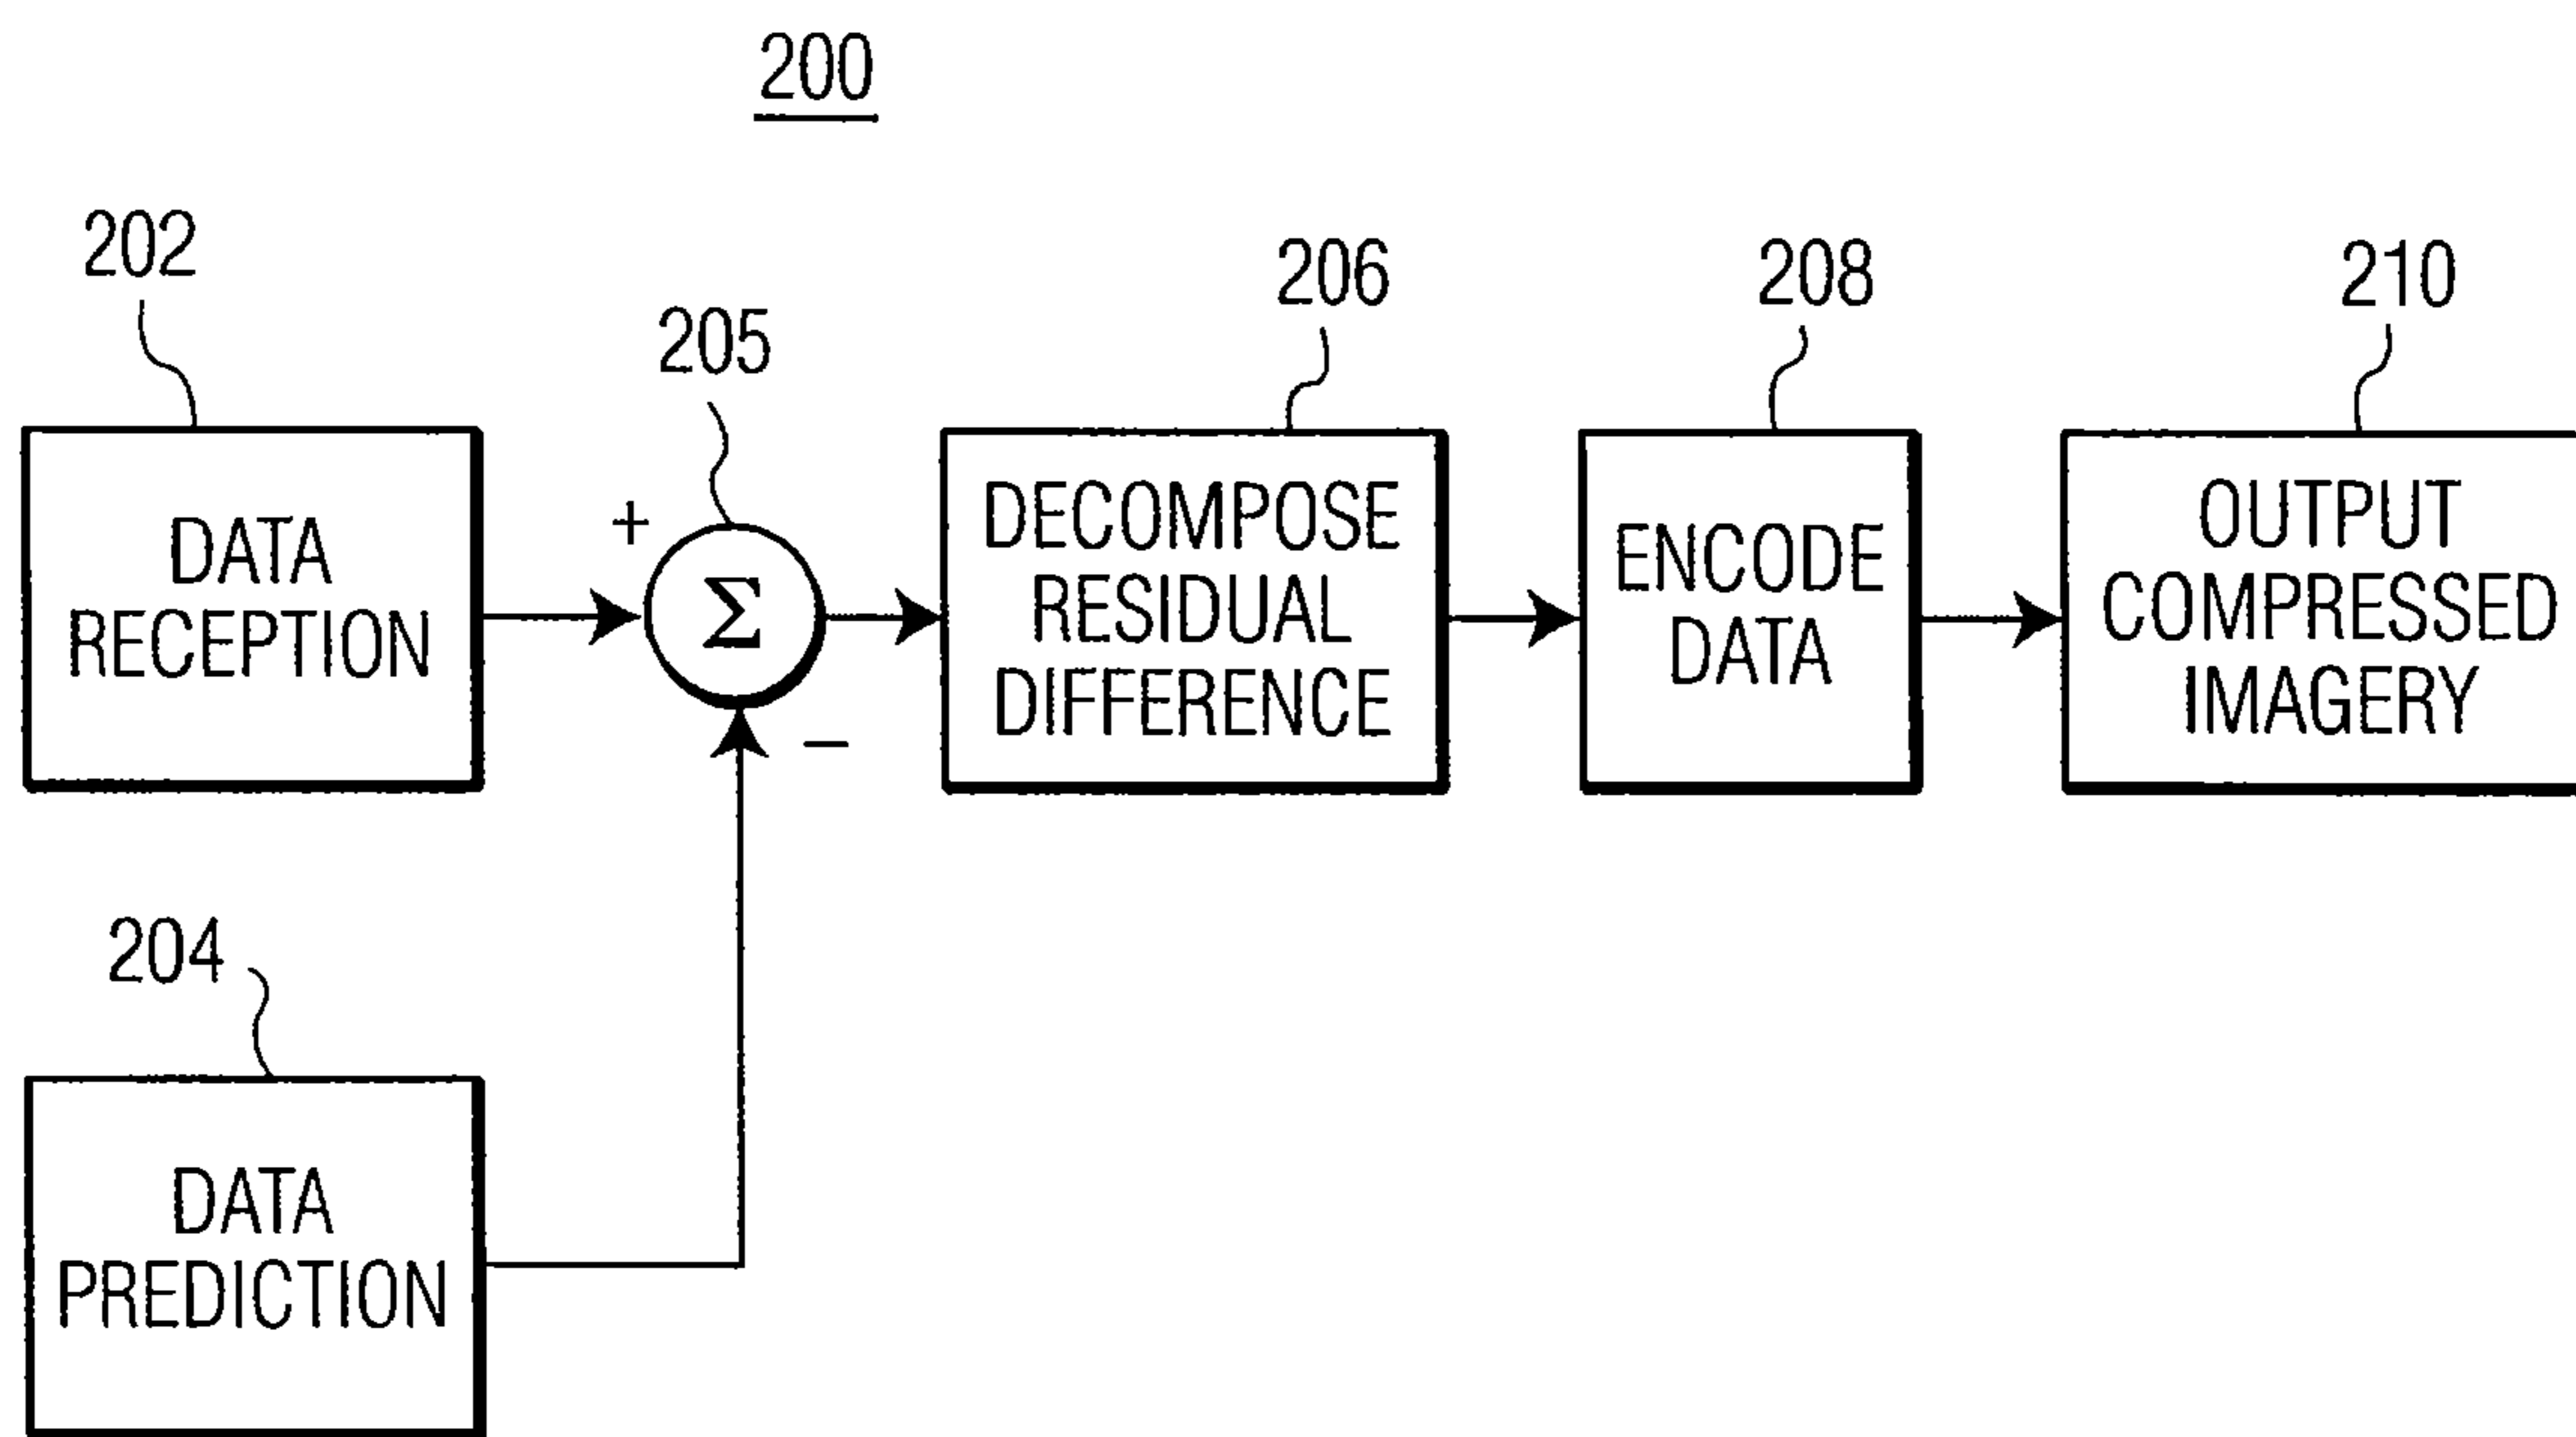 200
202
205
206
208
210
+
Σ
−
DATA
RECEPTION
DECOMPOSE
RESIDUAL
DIFFERENCE
ENCODE
DATA
OUTPUT
COMPRESSED
IMAGERY
204
DATA
PREDICTION